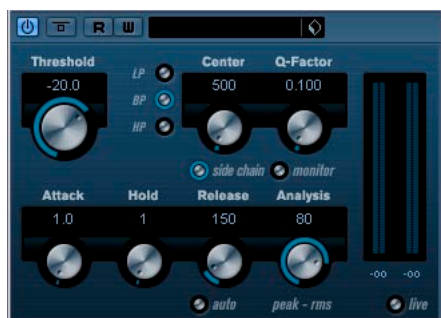 R W
Threshold
-20.0
LP
BP
HP
Center Q-Factor
500 0.100
side chain monitor
Attack Hold Release Analysis
1.0 1 150 80
-oo -oo
auto peak - rms live